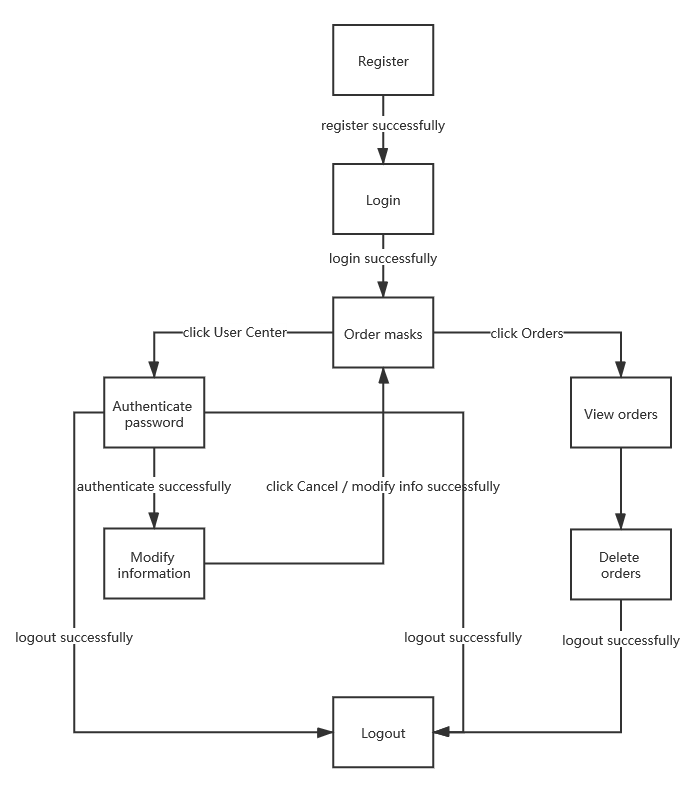 Register
register successfully
Login
login successfully
click User Center
Order masks
click Orders
Authenticate
password
View orders
authenticate successfully
click Cancel / modify info successfully
Modify
information
Delete
orders
logout successfully
logout successfully
logout successfully
Logout